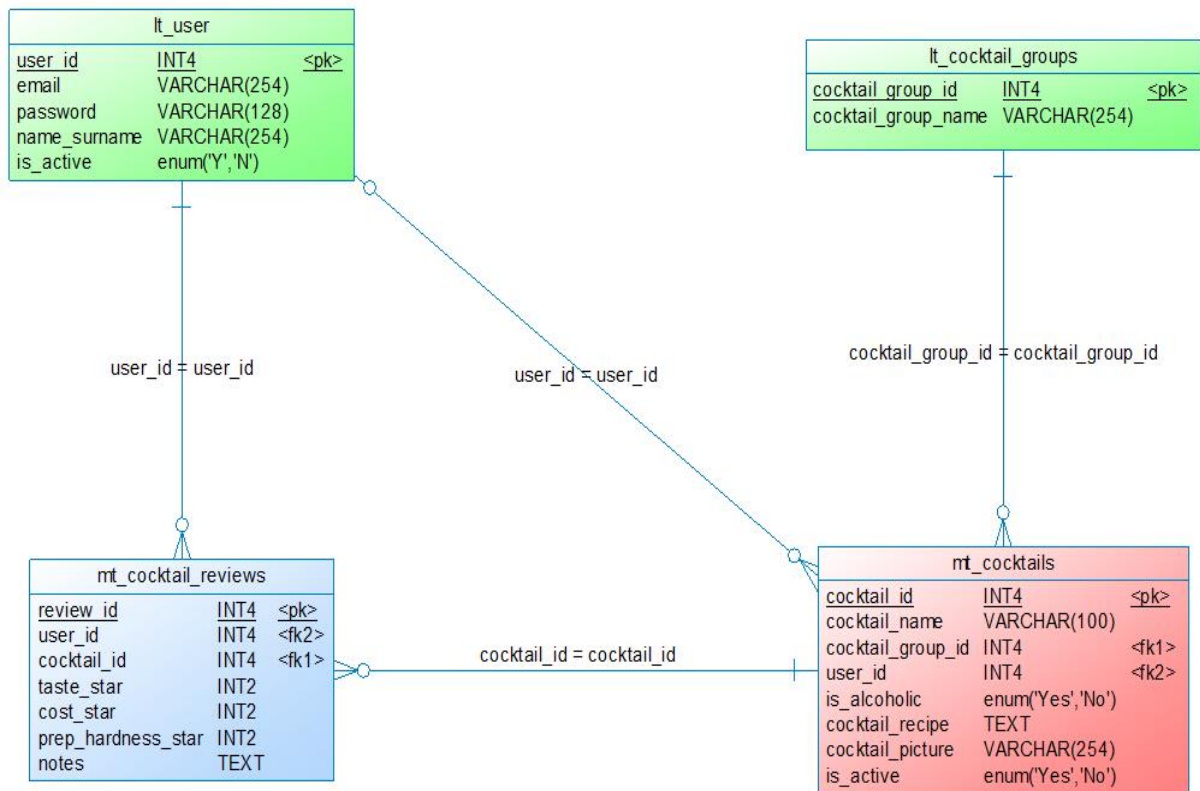 lt_user
user_id INT4 <pk>
email VARCHAR(254)
password VARCHAR(128)
name_surname VARCHAR(254)
is_active enum('Y','N')
lt_cocktail_groups
cocktail_group_id INT4 <pk>
cocktail_group_name VARCHAR(254)
user_id = user_id
user_id = user_id
cocktail_group_id = cocktail_group_id
mt_cocktail_reviews
review_id INT4 <pk>
user_id INT4 <fk2>
cocktail_id INT4 <fk1>
taste_star INT2
cost_star INT2
prep_hardness_star INT2
notes TEXT
cocktail_id = cocktail_id
mt_cocktails
cocktail_id INT4 <pk>
cocktail_name VARCHAR(100)
cocktail_group_id INT4 <fk1>
user_id INT4 <fk2>
is_alcoholic enum('Yes','No')
cocktail_recipe TEXT
cocktail_picture VARCHAR(254)
is_active enum('Yes','No')